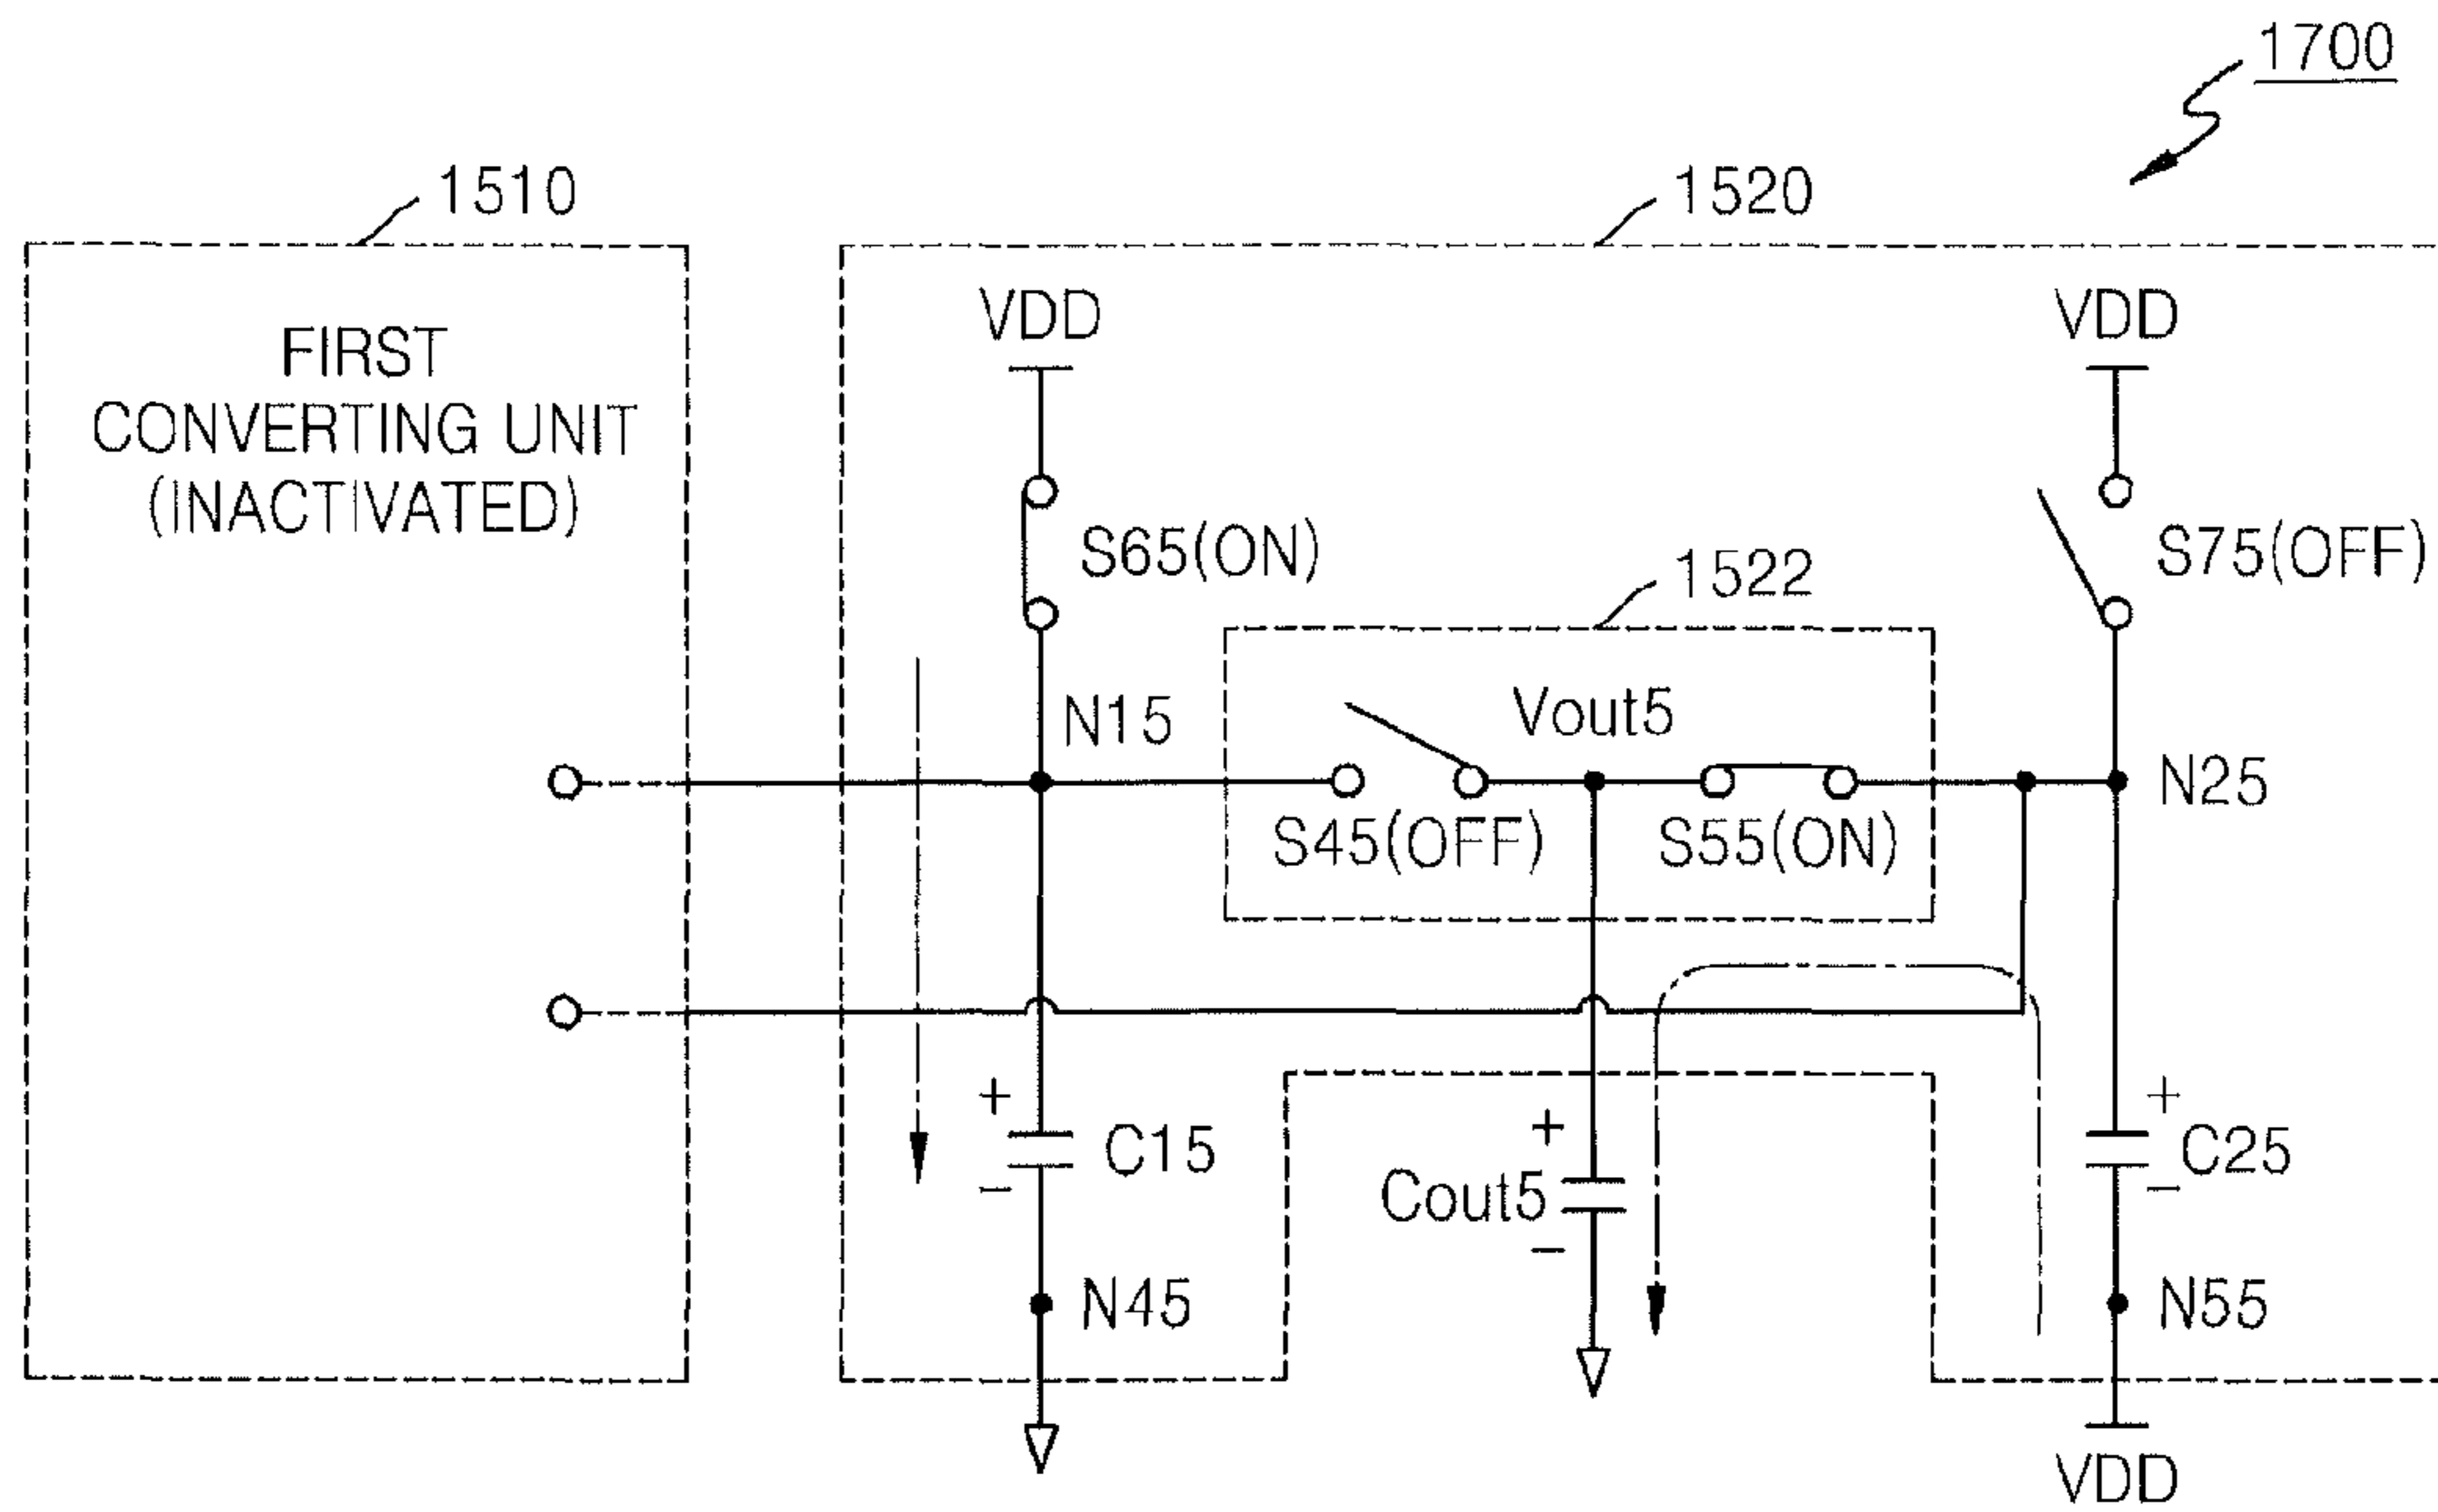 1700
1510
1520
VDD
VDD
FIRST
CONVERTING UNIT
(INACTIVATED)
S65(ON)
S75(OFF)
1522
N15
Vout5
N25
S45(OFF)
S55(ON)
+
+
+
C15
C25
Cout5
−
−
−
N45
N55
VDD